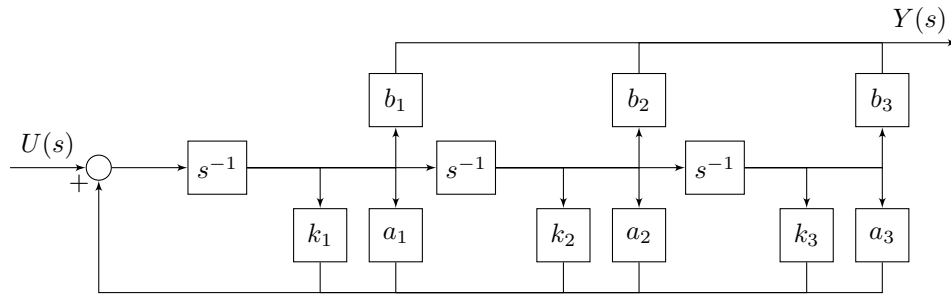 Y(s)
b₁ b₂ b₃
U(s)
+ s⁻¹ s⁻¹ s⁻¹
k₁ a₁ k₂ a₂ k₃ a₃